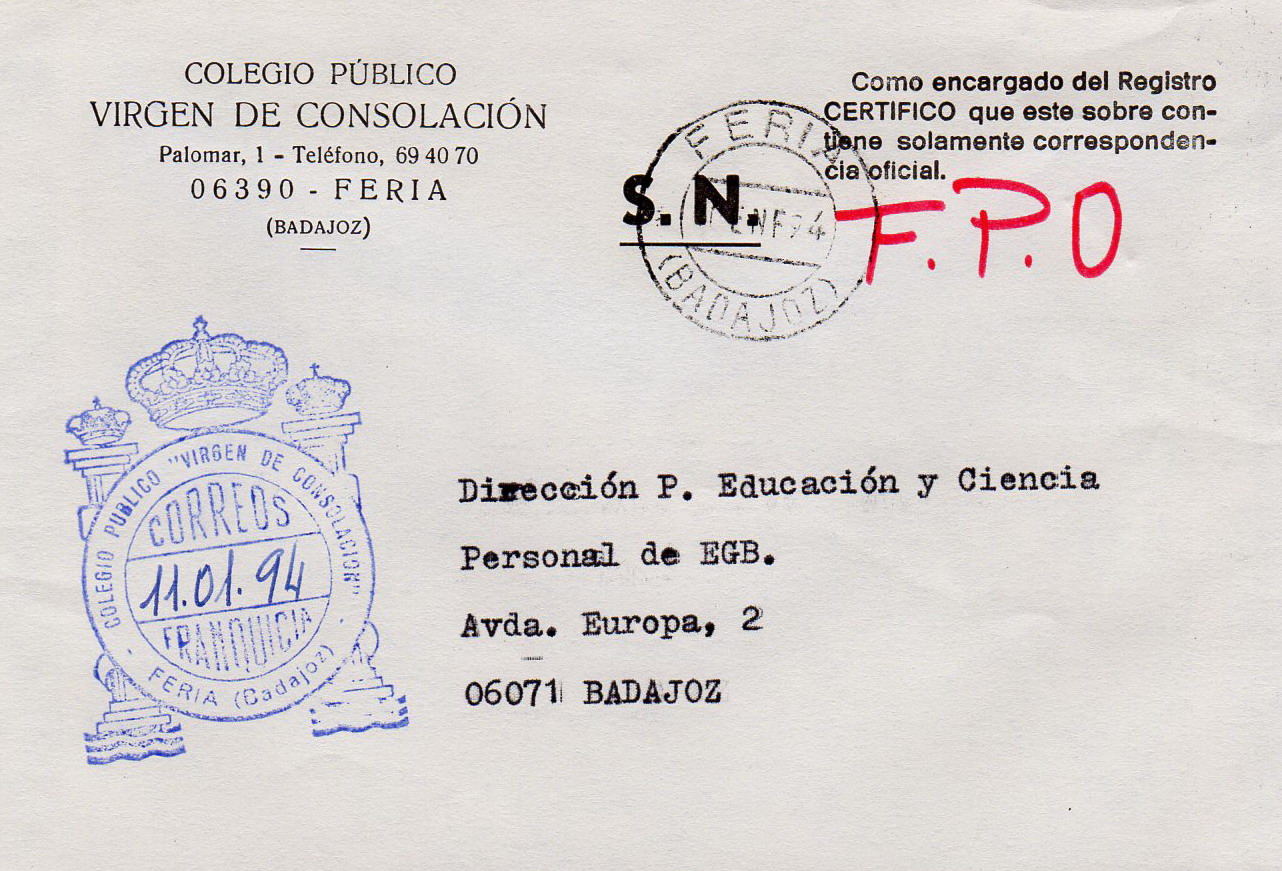 COLEGIO PÚBLICO
VIRGEN DE CONSOLACIÓN
Palomar, 1 - Teléfono, 69 40 70
06390 - FERIA
(BADAJOZ)
Como encargado del Registro
CERTIFICO que este sobre con-
tiene solamente corresponden-
cia oficial.
S. N.
FERIA
ENE 94
(BADAJOZ)
F. P. O
COLEGIO PUBLICO "VIRGEN DE CONSOLACION"
CORREOS
11.01.94
FRANQUICIA
FERIA (Badajoz)
Dirección P. Educación y Ciencia
Personal de EGB.
Avda. Europa, 2
06071 BADAJOZ